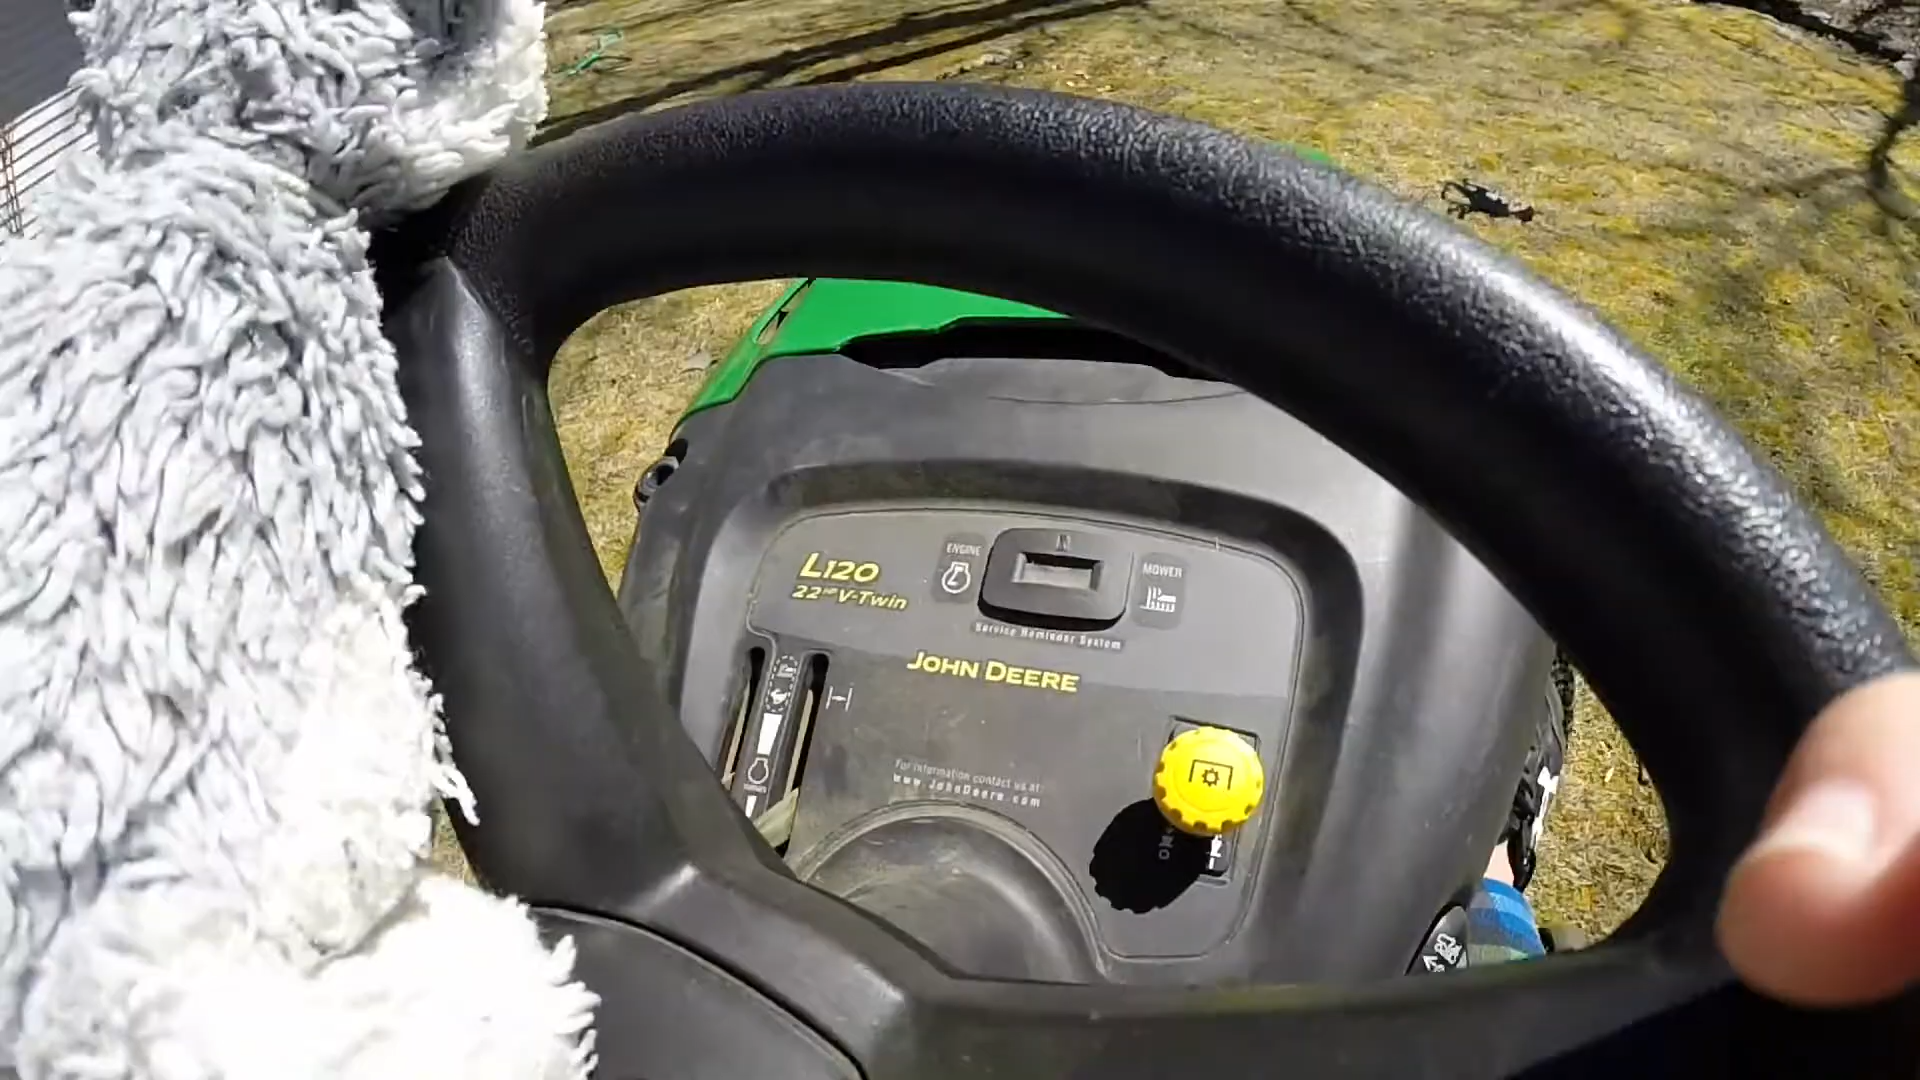 ENGINE
L120
22 HP V-Twin
MOWER
Service Reminder System
JOHN DEERE
For information contact us at:
www.JohnDeere.com